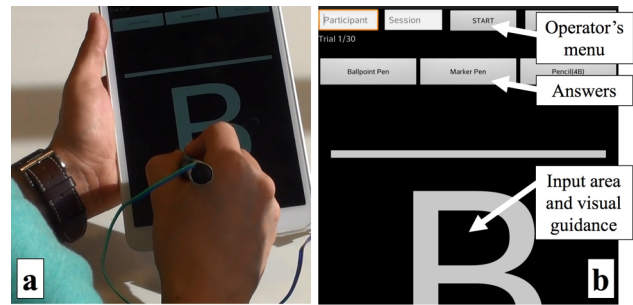 a
B
Participant Session START
Trial 1/30
Operator's
menu
Ballpoint Pen Marker Pen Pencil(4B)
Answers
Input area
and visual
guidance
B
b